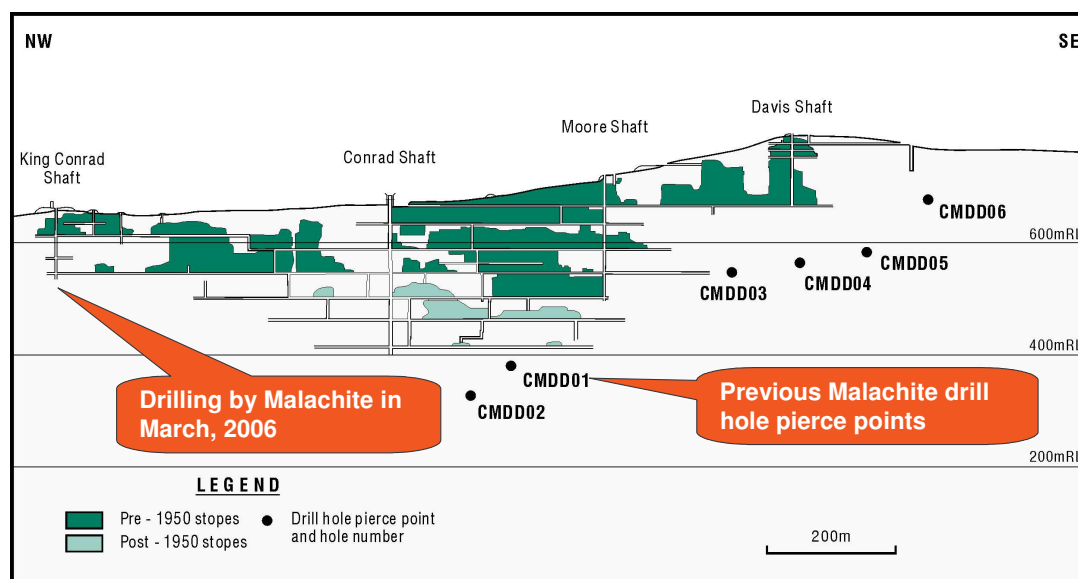 NW
SE
Davis Shaft
Moore Shaft
King Conrad
Shaft
Conrad Shaft
CMDD06
600mRl
CMDD05
CMDD04
CMDD03
400mRl
CMDD01
CMDD02
Drilling by Malachite in
March, 2006
Previous Malachite drill
hole pierce points
200mRl
LEGEND
Pre - 1950 stopes
Drill hole pierce point
and hole number
Post - 1950 stopes
200m